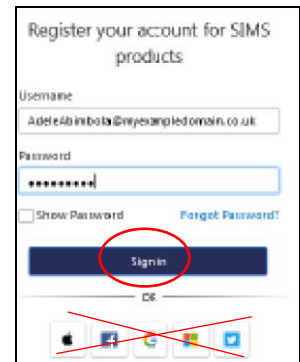 Register your account for SIMS
products
Username
AdeleAbimbola@myexampledomain.co.uk
Password
Show Password Forgot Password?
Sign in
OR